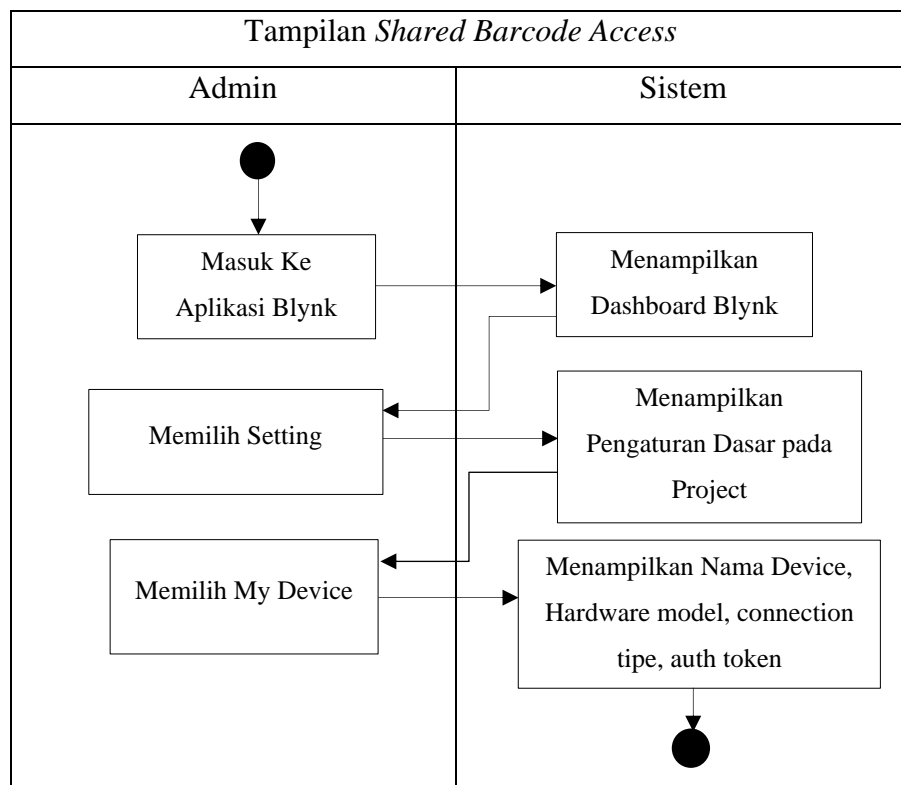 Tampilan Shared Barcode Access
Admin
Sistem
Masuk Ke
Aplikasi Blynk
Menampilkan
Dashboard Blynk
Memilih Setting
Menampilkan
Pengaturan Dasar pada
Project
Memilih My Device
Menampilkan Nama Device,
Hardware model, connection
tipe, auth token